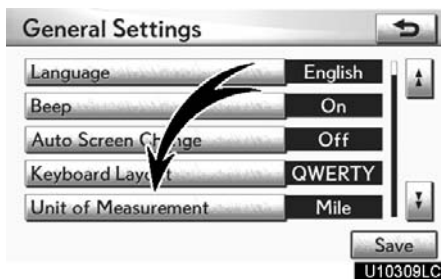 General Settings
Language English
Beep On
Auto Screen Change Off
Keyboard Layout QWERTY
Unit of Measurement Mile
Save
U10309LC